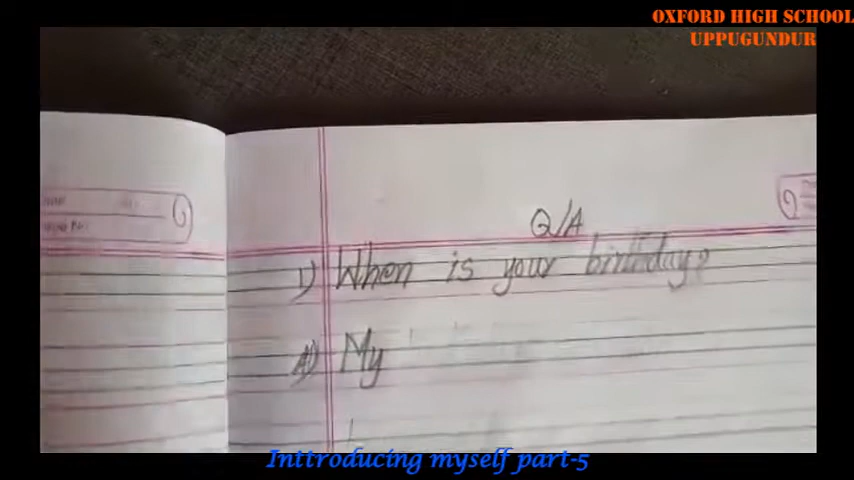 OXFORD HIGH SCHOOL
UPPUGUNDUR
Q/A
1) When is your birthday?
A) My
Inttroducing myself part-5